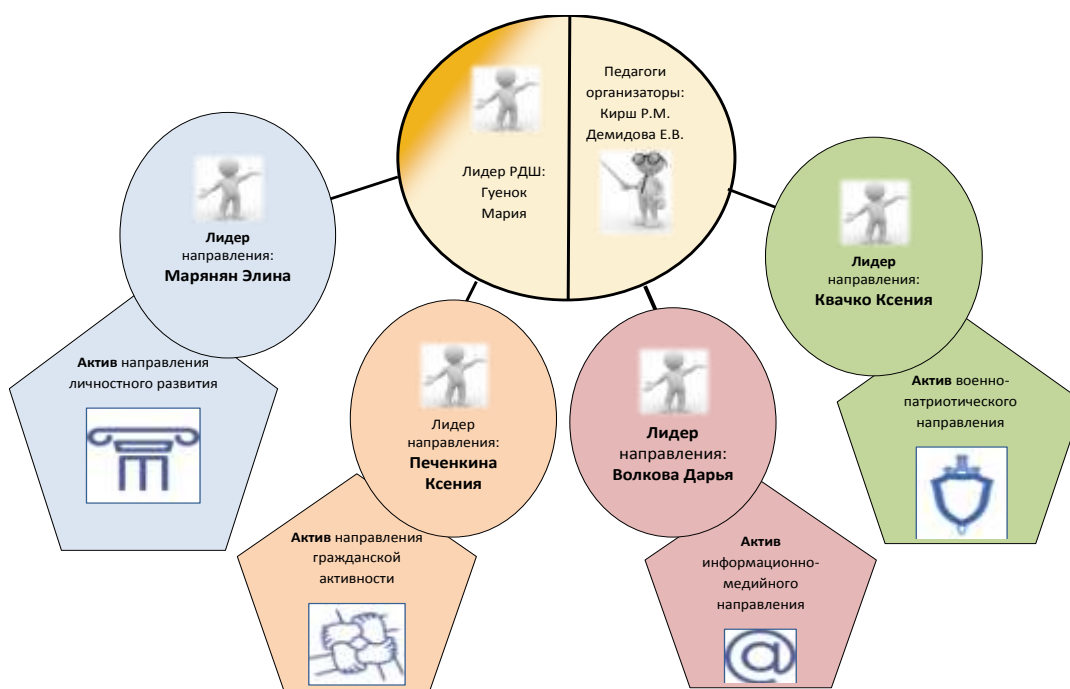 Педагоги
организаторы:
Кирш Р.М.
Демидова Е.В.
Лидер РДШ:
Гуенок
Мария
Лидер
направления:
Марянян Элина
Актив направления
личностного развития
Лидер
направления:
Печенкина
Ксения
Актив направления
гражданской
активности
Лидер
направления:
Волкова Дарья
Актив
информационно-
медийного
направления
@
Лидер
направления:
Квачко Ксения
Актив военно-
патриотического
направления